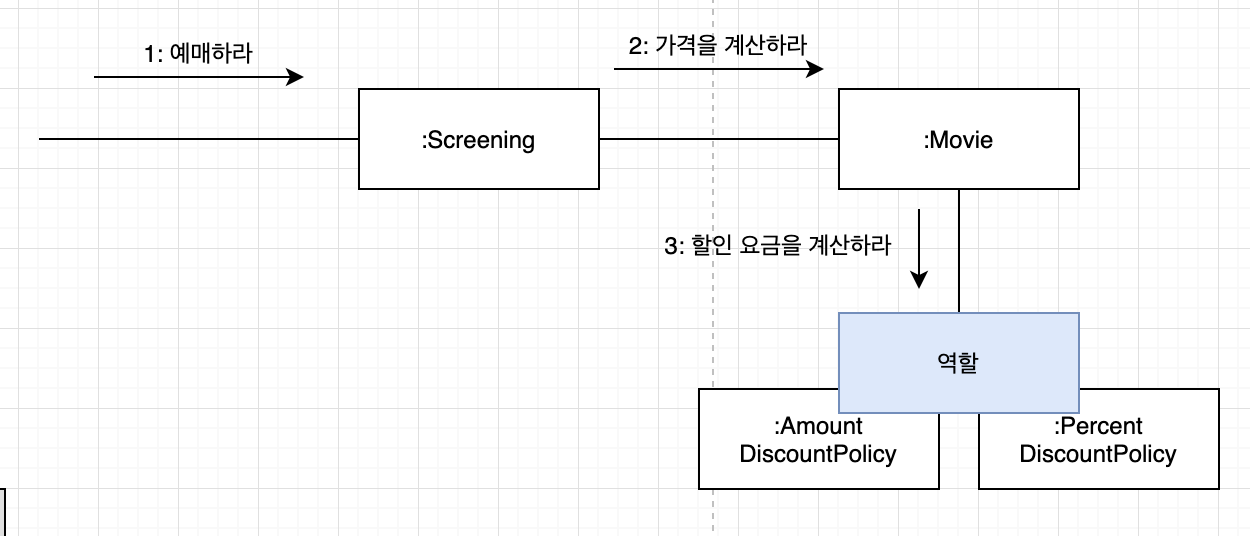 1: 예매하라
2: 가격을 계산하라
:Screening
:Movie
3: 할인 요금을 계산하라
역할
:Amount
DiscountPolicy
:Percent
DiscountPolicy